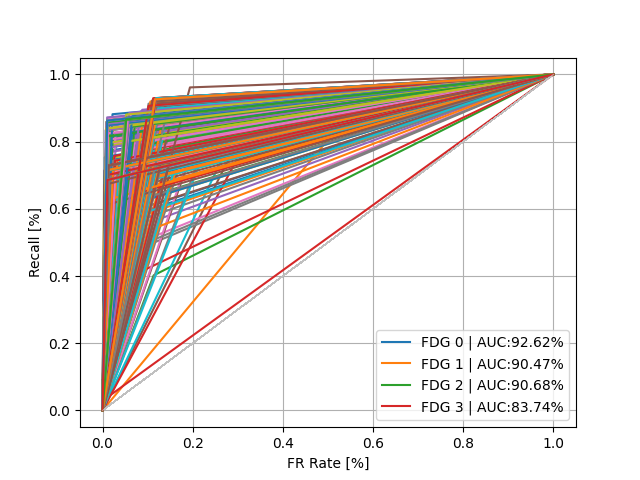 1.0
0.8
0.6
0.4
0.2
0.0
Recall [%]
0.0 0.2 0.4 0.6 0.8 1.0
FR Rate [%]
FDG 0 | AUC:92.62%
FDG 1 | AUC:90.47%
FDG 2 | AUC:90.68%
FDG 3 | AUC:83.74%